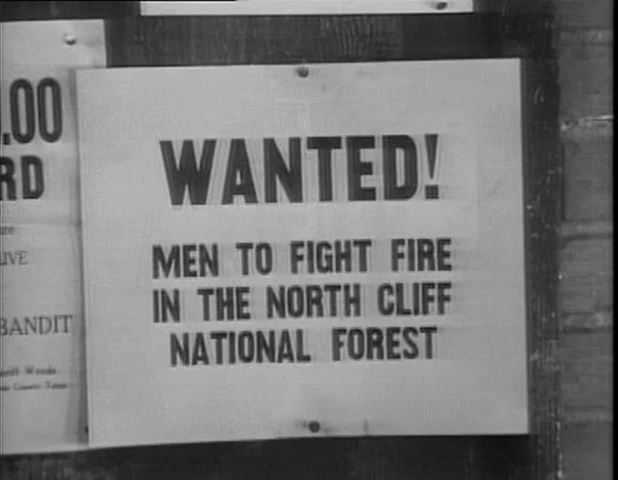 .00
RD
IVE
BANDIT
WANTED!
MEN TO FIGHT FIRE
IN THE NORTH CLIFF
NATIONAL FOREST